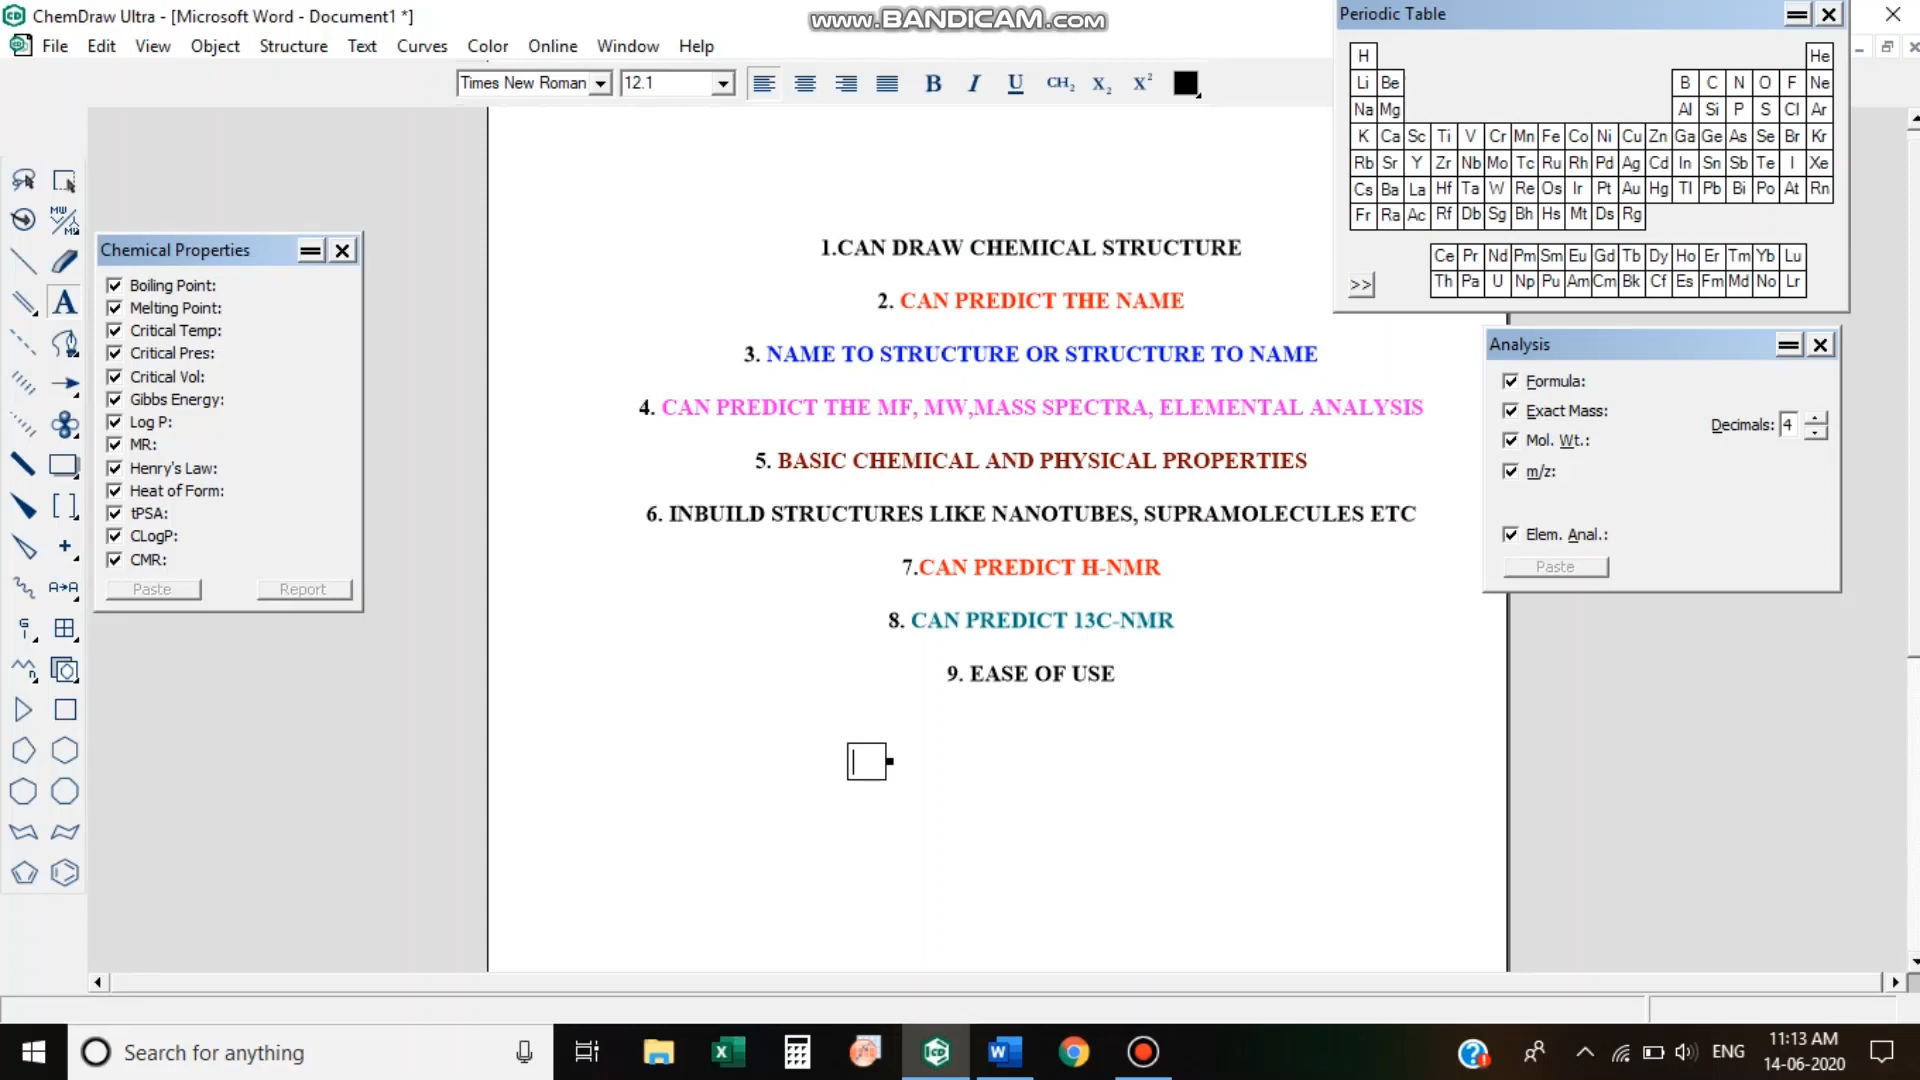 ChemDraw Ultra - [Microsoft Word - Document1 *]
www.BANDICAM.com
File Edit View Object Structure Text Curves Color Online Window Help
Times New Roman 12.1 B I U CH2 X2 X2
Periodic Table
H He
Li Be B C N O F Ne
Na Mg Al Si P S Cl Ar
K Ca Sc Ti V Cr Mn Fe Co Ni Cu Zn Ga Ge As Se Br Kr
Rb Sr Y Zr Nb Mo Tc Ru Rh Pd Ag Cd In Sn Sb Te I Xe
Cs Ba La Hf Ta W Re Os Ir Pt Au Hg Tl Pb Bi Po At Rn
Fr Ra Ac Rf Db Sg Bh Hs Mt Ds Rg
Ce Pr Nd Pm Sm Eu Gd Tb Dy Ho Er Tm Yb Lu
>> Th Pa U Np Pu Am Cm Bk Cf Es Fm Md No Lr
Chemical Properties
Boiling Point:
Melting Point:
Critical Temp:
Critical Pres:
Critical Vol:
Gibbs Energy:
Log P:
MR:
Henry's Law:
Heat of Form:
tPSA:
CLogP:
CMR:
Paste Report
1.CAN DRAW CHEMICAL STRUCTURE
2. CAN PREDICT THE NAME
3. NAME TO STRUCTURE OR STRUCTURE TO NAME
4. CAN PREDICT THE MF, MW,MASS SPECTRA, ELEMENTAL ANALYSIS
5. BASIC CHEMICAL AND PHYSICAL PROPERTIES
6. INBUILD STRUCTURES LIKE NANOTUBES, SUPRAMOLECULES ETC
7.CAN PREDICT H-NMR
8. CAN PREDICT 13C-NMR
9. EASE OF USE
Analysis
Formula:
Exact Mass:
Decimals: 4
Mol. Wt.:
m/z:
Elem. Anal.:
Paste
Search for anything
ENG
11:13 AM
14-06-2020